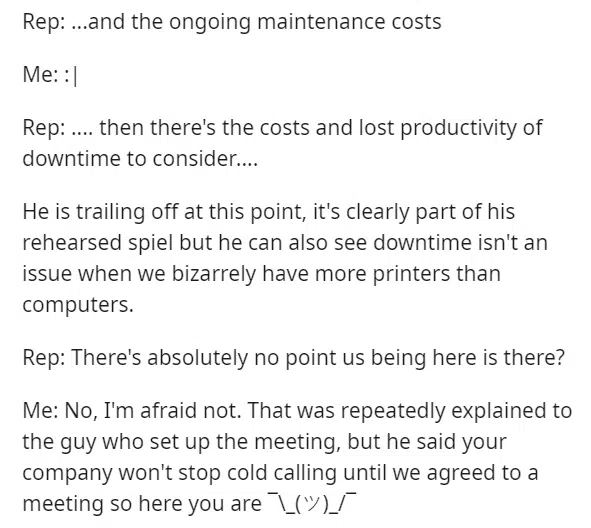 Rep: ...and the ongoing maintenance costs
Me: :|
Rep: .... then there's the costs and lost productivity of
downtime to consider....
He is trailing off at this point, it's clearly part of his
rehearsed spiel but he can also see downtime isn't an
issue when we bizarrely have more printers than
computers.
Rep: There's absolutely no point us being here is there?
Me: No, I'm afraid not. That was repeatedly explained to
the guy who set up the meeting, but he said your
company won't stop cold calling until we agreed to a
meeting so here you are ¯\_(ツ)_/¯